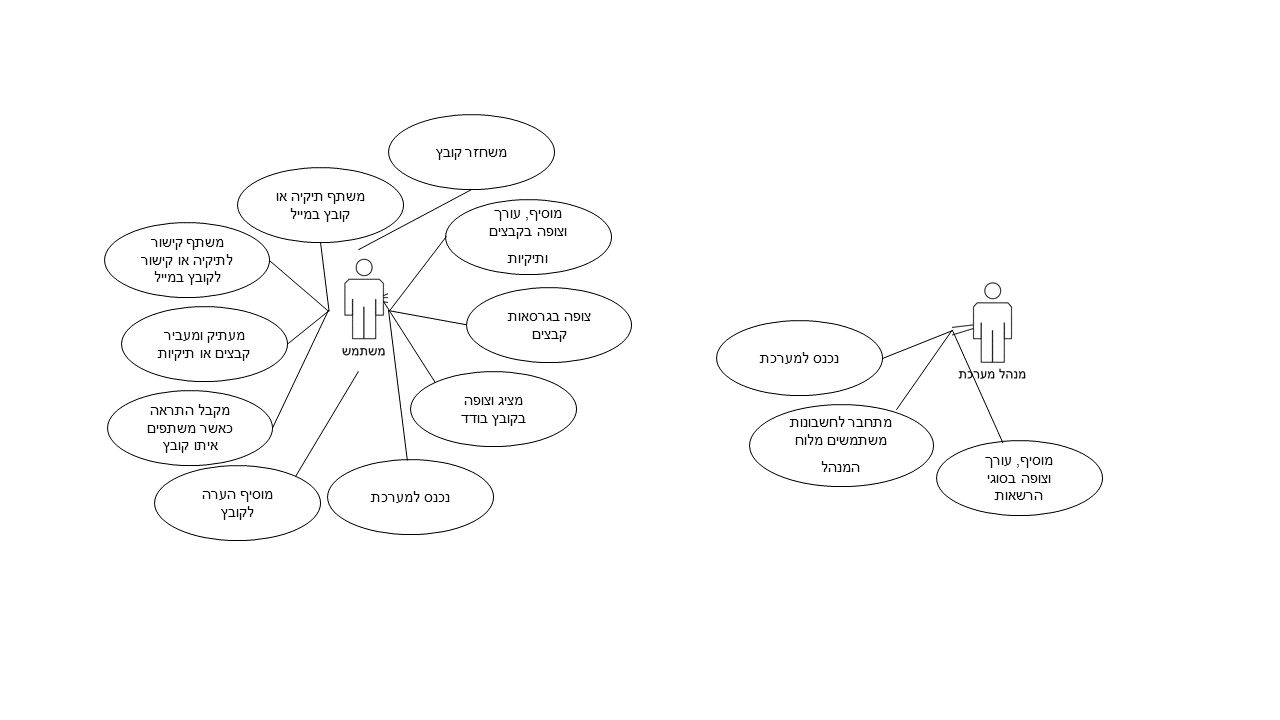 משחזר קובץ
משתף תיקיה או
קובץ במייל
מוסיף, עורך
וצופה בקבצים
ותיקיות
משתף קישור
לתיקיה או קישור
לקובץ במייל
צופה בגרסאות
קבצים
מעתיק ומעביר
קבצים או תיקיות
משתמש
מציג וצופה
בקובץ בודד
מקבל התראה
כאשר משתפים
איתו קובץ
מוסיף הערה
לקובץ
נכנס למערכת
מנהל מערכת
נכנס למערכת
מתחבר לחשבונות
משתמשים מלוח
המנהל
מוסיף, עורך
וצופה בסוגי
הרשאות